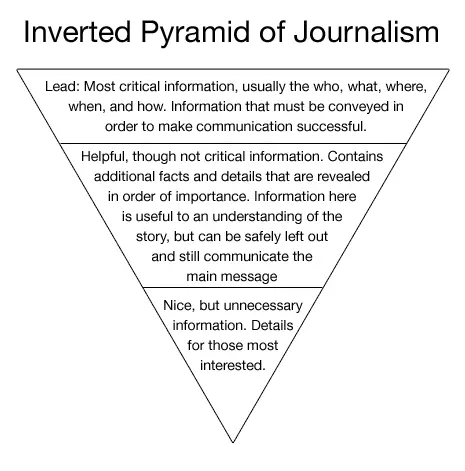 Inverted Pyramid of Journalism
Lead: Most critical information, usually the who, what, where,
when, and how. Information that must be conveyed in
order to make communication successful.
Helpful, though not critical information. Contains
additional facts and details that are revealed
in order of importance. Information here
is useful to an understanding of the
story, but can be safely left out
and still communicate the
main message
Nice, but unnecessary
information. Details
for those most
interested.